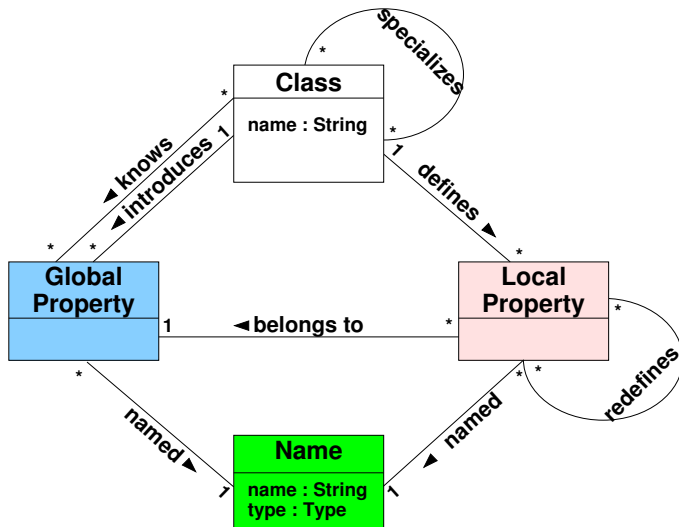 specializes
*
Class
*
name : String
*
1
1
knows
introduces
defines
*
*
*
Global
Property
Local
Property
*
1
belongs to
*
*
*
*
redefines
named
named
Name
1
1
name : String
type : Type